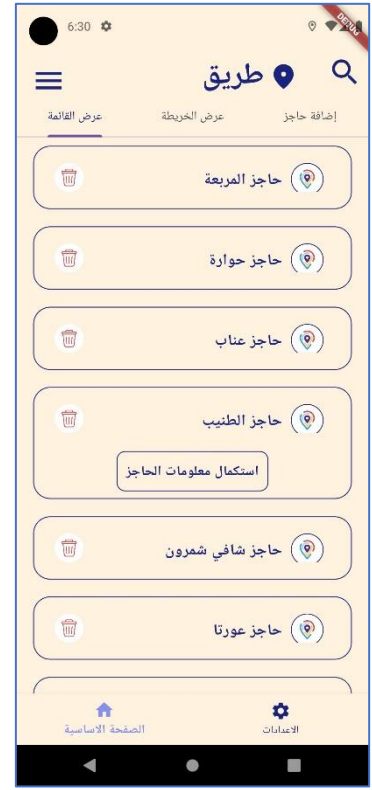 6:30
DEBUG
طريق
إضافة حاجز عرض الخريطة عرض القائمة
حاجز المربعة
حاجز حوارة
حاجز عناب
حاجز الطنيب
استكمال معلومات الحاجز
حاجز شافي شمرون
حاجز عورتا
الاعدادات الصفحة الاساسية